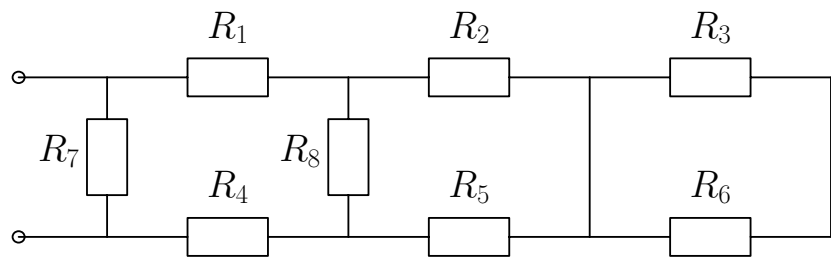 R₁ R₂ R₃
R₇ R₈
R₄ R₅ R₆